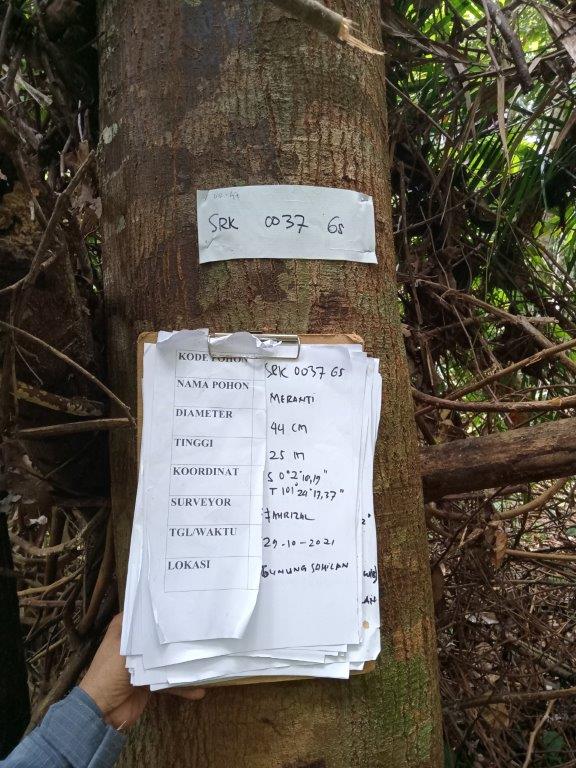 SRK 0037 GS
KODE POHON SRK 0037 GS
NAMA POHON MERANTI
DIAMETER 44 CM
TINGGI 25 M
KOORDINAT S 0°2'10,19"
T 101°24'17,37"
SURVEYOR FAHRIZAL
TGL/WAKTU 29-10-2021
LOKASI GUNUNG SAHILAN